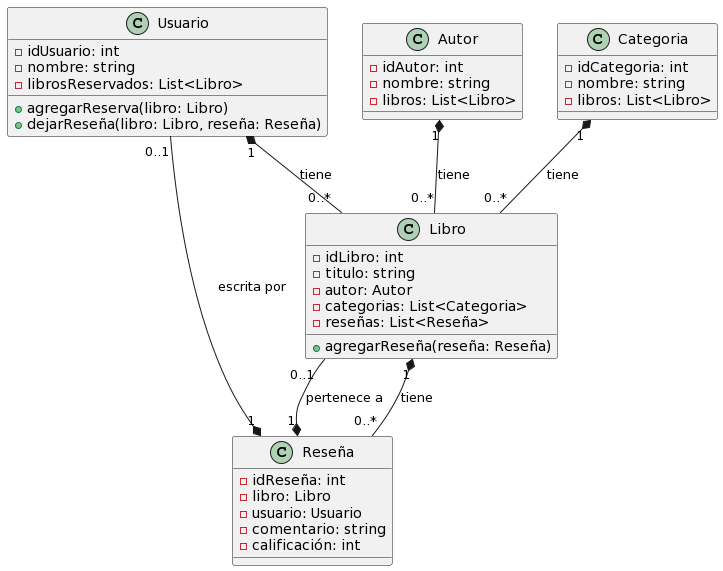 C Usuario
idUsuario: int
nombre: string
librosReservados: List<Libro>
agregarReserva(libro: Libro)
dejarReseña(libro: Libro, reseña: Reseña)
C Autor
idAutor: int
nombre: string
libros: List<Libro>
C Categoria
idCategoria: int
nombre: string
libros: List<Libro>
0..1
1
1
1
tiene
tiene
tiene
0..*
0..*
0..*
C Libro
idLibro: int
titulo: string
autor: Autor
categorias: List<Categoria>
reseñas: List<Reseña>
agregarReseña(reseña: Reseña)
escrita por
0..1
1
pertenece a
tiene
1
1
0..*
C Reseña
idReseña: int
libro: Libro
usuario: Usuario
comentario: string
calificación: int